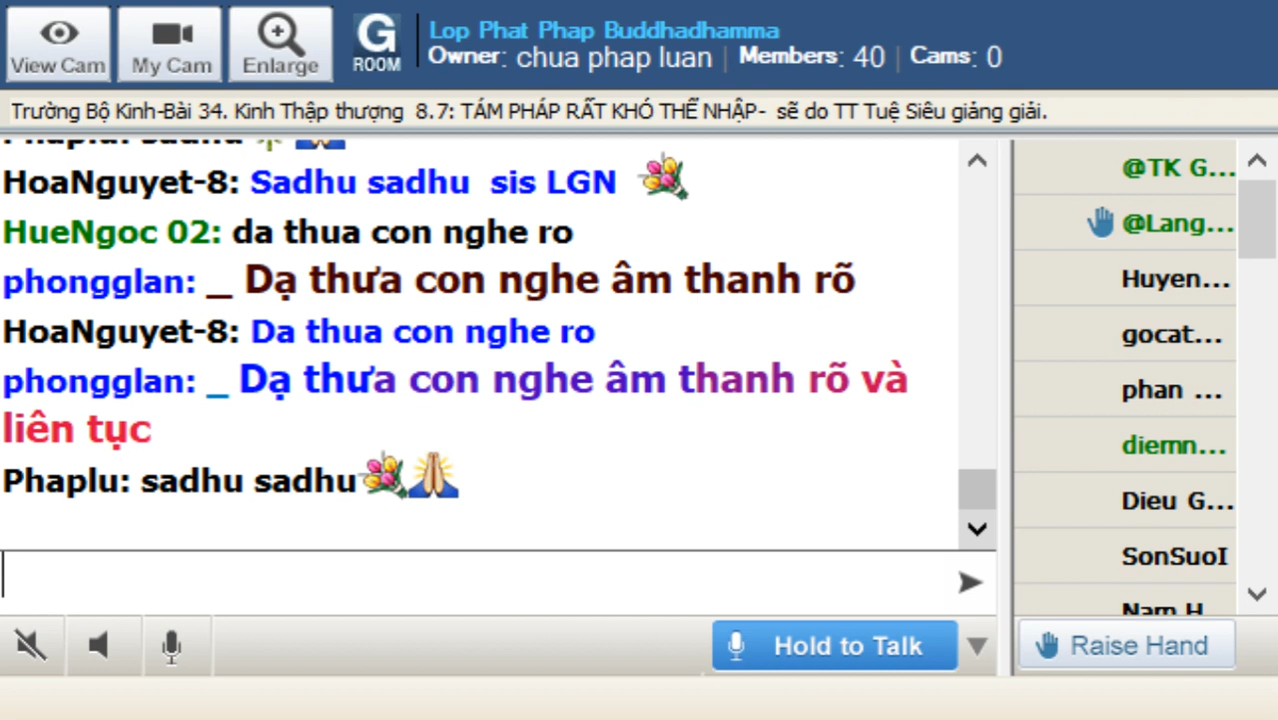 View Cam
My Cam
Enlarge
G
ROOM
Lop Phat Phap Buddhadhamma
Owner: chua phap luan | Members: 40 | Cams: 0
Trường Bộ Kinh-Bài 34. Kinh Thập thượng 8.7: TÁM PHÁP RẤT KHÓ THỂ NHẬP- sẽ do TT Tuệ Siêu giảng giải.
Phaplu: sadhu
HoaNguyet-8: Sadhu sadhu sis LGN
HueNgoc 02: da thua con nghe ro
phongglan: _ Dạ thưa con nghe âm thanh rõ
HoaNguyet-8: Da thua con nghe ro
phongglan: _ Dạ thưa con nghe âm thanh rõ và
liên tục
Phaplu: sadhu sadhu
@TK G...
@Lang...
Huyen...
gocat...
phan ...
diemn...
Dieu G...
SonSuoI
Nam H
Hold to Talk
Raise Hand